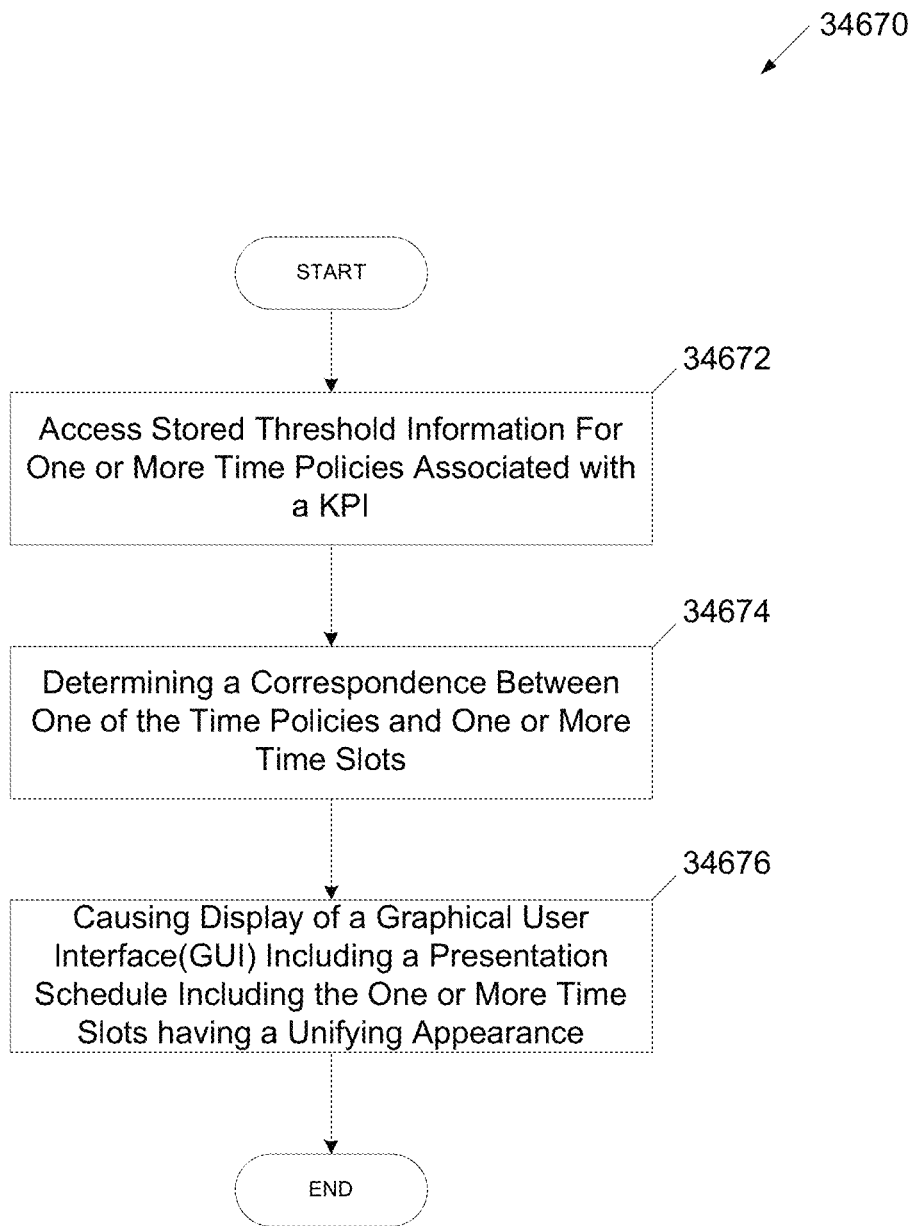 34670
START
34672
Access Stored Threshold Information For
One or More Time Policies Associated with
a KPI
34674
Determining a Correspondence Between
One of the Time Policies and One or More
Time Slots
34676
Causing Display of a Graphical User
Interface(GUI) Including a Presentation
Schedule Including the One or More Time
Slots having a Unifying Appearance
END